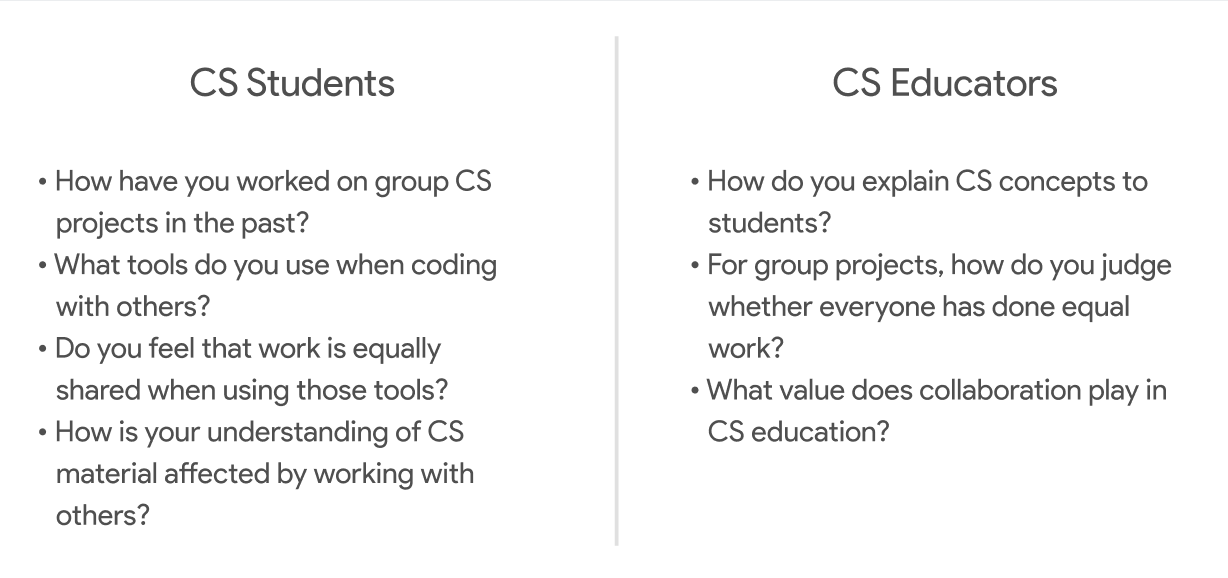 CS Students
• How have you worked on group CS
projects in the past?
• What tools do you use when coding
with others?
• Do you feel that work is equally
shared when using those tools?
• How is your understanding of CS
material affected by working with
others?
CS Educators
• How do you explain CS concepts to
students?
• For group projects, how do you judge
whether everyone has done equal
work?
• What value does collaboration play in
CS education?